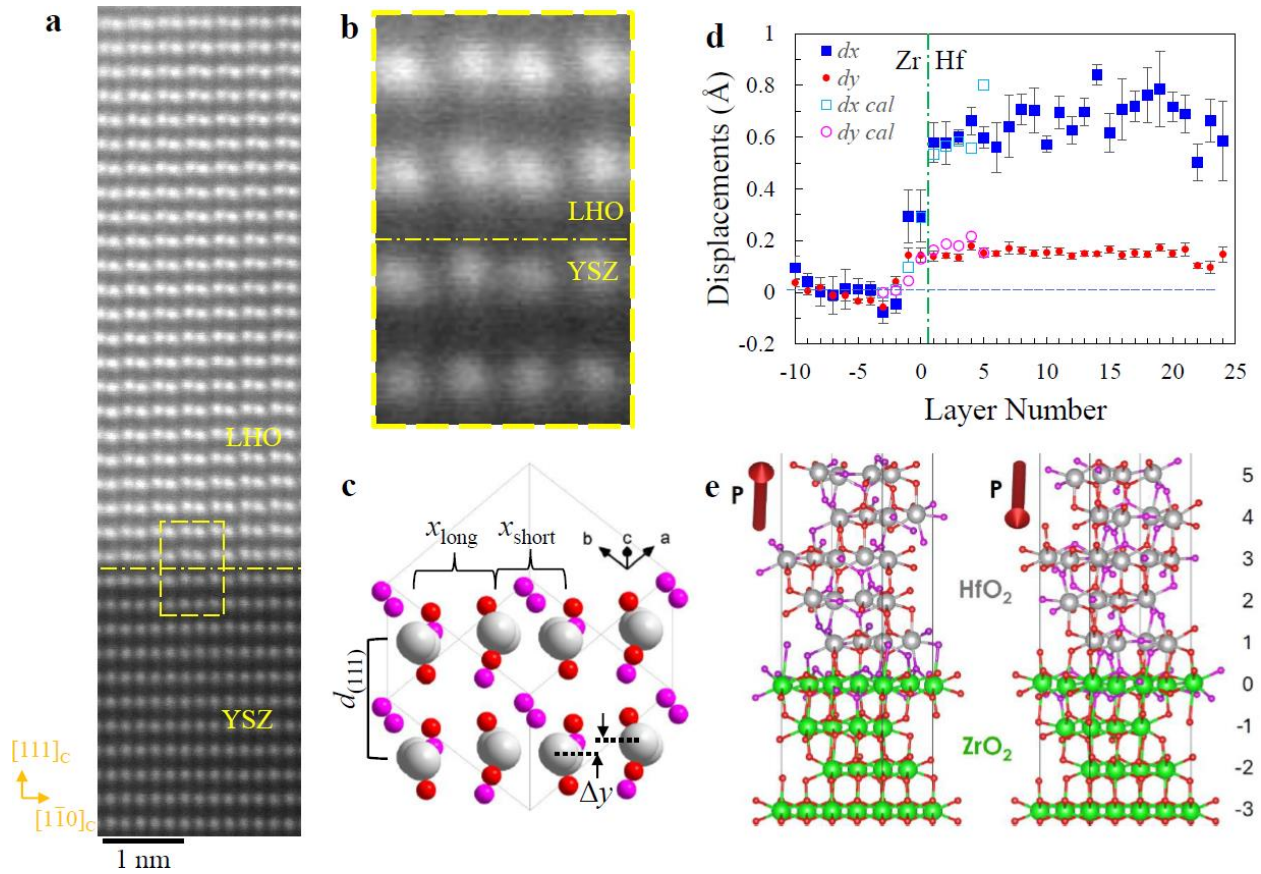 a
LHO
YSZ
[111]C
[11̅0]C
1 nm
b
LHO
YSZ
c
xlong
xshort
b
c
a
d(111)
Δy
d
Displacements (Å)
1
0.8
0.6
0.4
0.2
0
-0.2
Zr
Hf
dx
dy
dx cal
dy cal
-10
-5
0
5
10
15
20
25
Layer Number
e
P
P
HfO2
ZrO2
5
4
3
2
1
0
-1
-2
-3